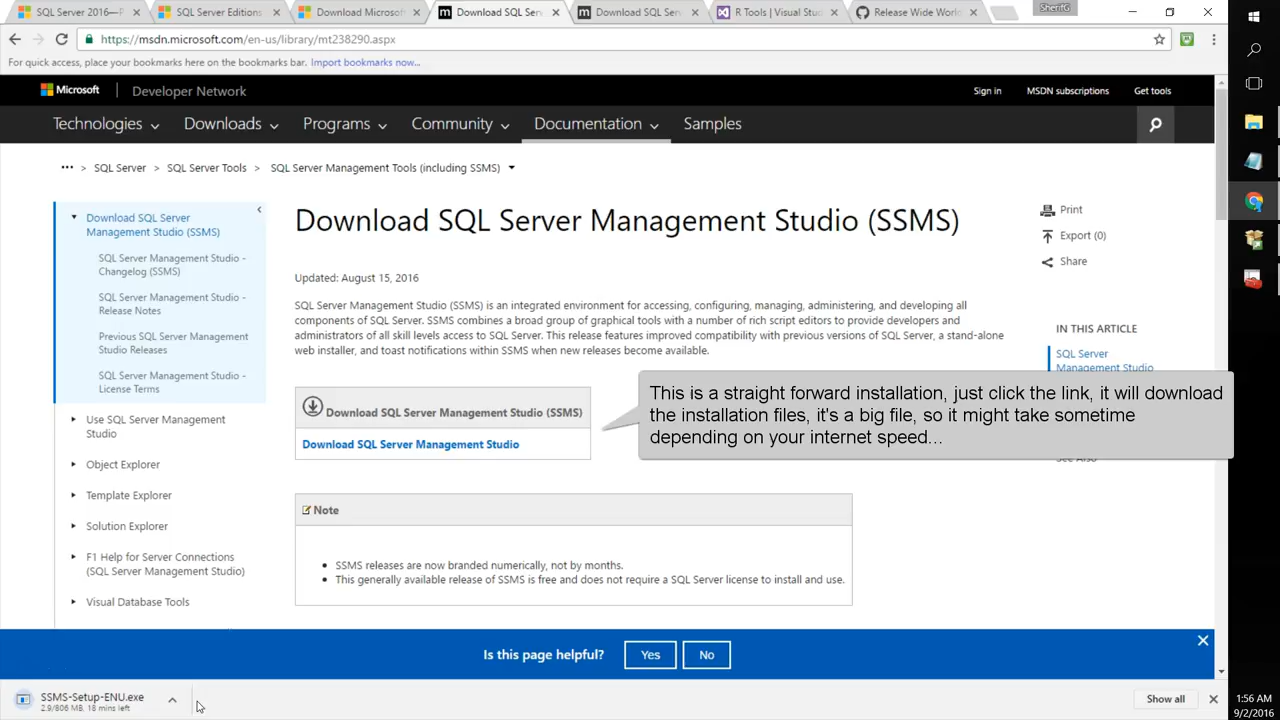 SQL Server 2016—P
SQL Server Editions
Download Microsoft
Download SQL Serve
Download SQL Serv
R Tools | Visual Stud
Release Wide World
SherifG
https://msdn.microsoft.com/en-us/library/mt238290.aspx
For quick access, place your bookmarks here on the bookmarks bar. Import bookmarks now...
Microsoft
Developer Network
Sign in
MSDN subscriptions
Get tools
Technologies
Downloads
Programs
Community
Documentation
Samples
••• > SQL Server > SQL Server Tools > SQL Server Management Tools (including SSMS)
Download SQL Server
Management Studio (SSMS)
SQL Server Management Studio -
Changelog (SSMS)
SQL Server Management Studio -
Release Notes
Previous SQL Server Management
Studio Releases
SQL Server Management Studio -
License Terms
Use SQL Server Management
Studio
Object Explorer
Template Explorer
Solution Explorer
F1 Help for Server Connections
(SQL Server Management Studio)
Visual Database Tools
Download SQL Server Management Studio (SSMS)
Updated: August 15, 2016
SQL Server Management Studio (SSMS) is an integrated environment for accessing, configuring, managing, administering, and developing all
components of SQL Server. SSMS combines a broad group of graphical tools with a number of rich script editors to provide developers and
administrators of all skill levels access to SQL Server. This release features improved compatibility with previous versions of SQL Server, a stand-alone
web installer, and toast notifications within SSMS when new releases become available.
Download SQL Server Management Studio (SSMS)
Download SQL Server Management Studio
Note
• SSMS releases are now branded numerically, not by months.
• This generally available release of SSMS is free and does not require a SQL Server license to install and use.
Print
Export (0)
Share
IN THIS ARTICLE
SQL Server
Management Studio
This is a straight forward installation, just click the link, it will download
the installation files, it's a big file, so it might take sometime
depending on your internet speed...
See Also
Is this page helpful?
Yes
No
SSMS-Setup-ENU.exe
2.9/806 MB, 18 mins left
Show all
1:56 AM
9/2/2016